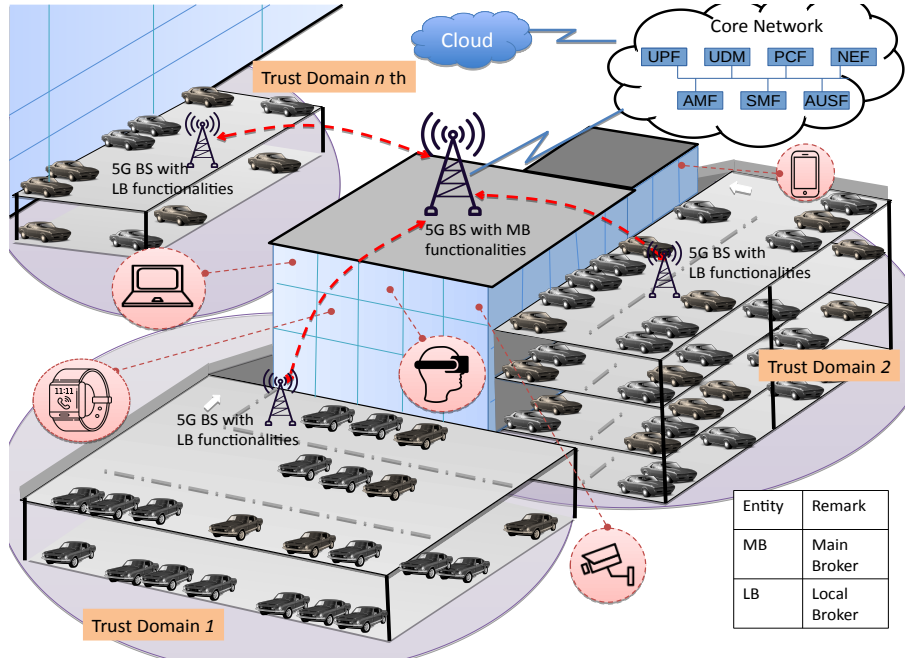 Cloud
Core Network
UPF
UDM
PCF
NEF
AMF
SMF
AUSF
Trust Domain n th
5G BS with
LB functionalities
5G BS with MB
functionalities
5G BS with
LB functionalities
11:11
5G BS with
LB functionalities
Trust Domain 2
Trust Domain 1
Entity Remark
MB Main
Broker
LB Local
Broker